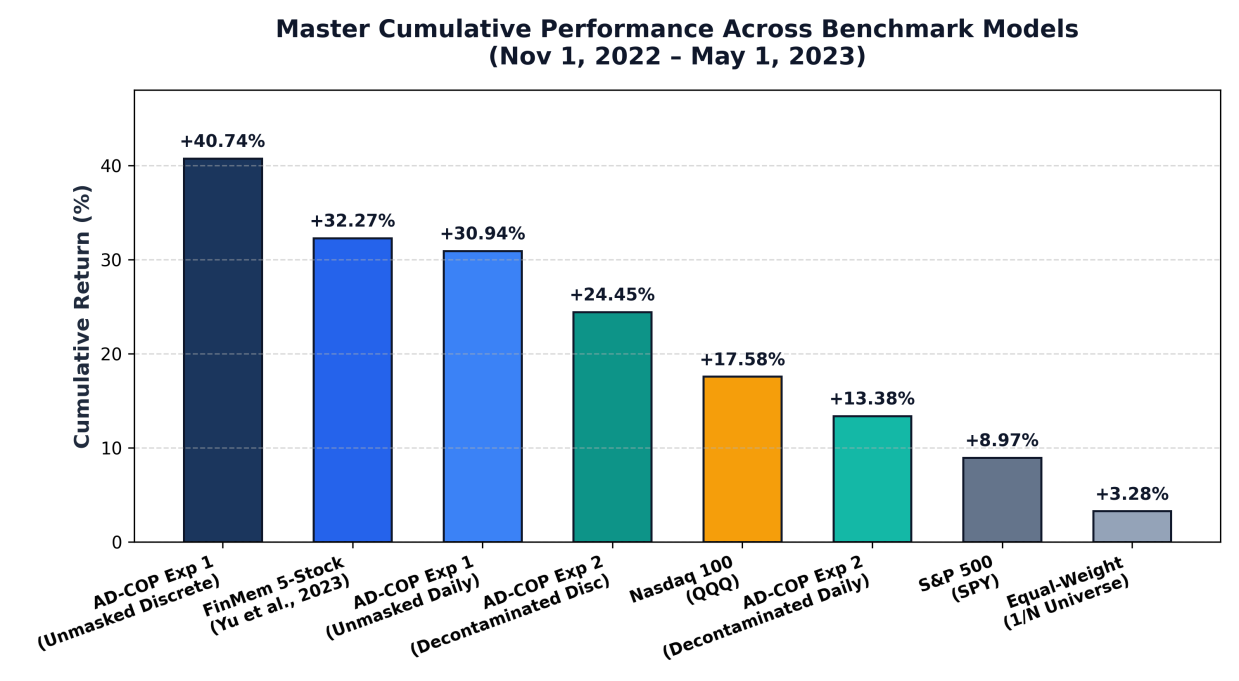 Master Cumulative Performance Across Benchmark Models
(Nov 1, 2022 – May 1, 2023)
Cumulative Return (%)
40
30
20
10
0
+40.74%
+32.27%
+30.94%
+24.45%
+17.58%
+13.38%
+8.97%
+3.28%
AD-COP Exp 1
(Unmasked Discrete)
FinMem 5-Stock
(Yu et al., 2023)
AD-COP Exp 1
(Unmasked Daily)
AD-COP Exp 2
(Decontaminated Disc)
Nasdaq 100
(QQQ)
AD-COP Exp 2
(Decontaminated Daily)
S&P 500
(SPY)
Equal-Weight
(1/N Universe)